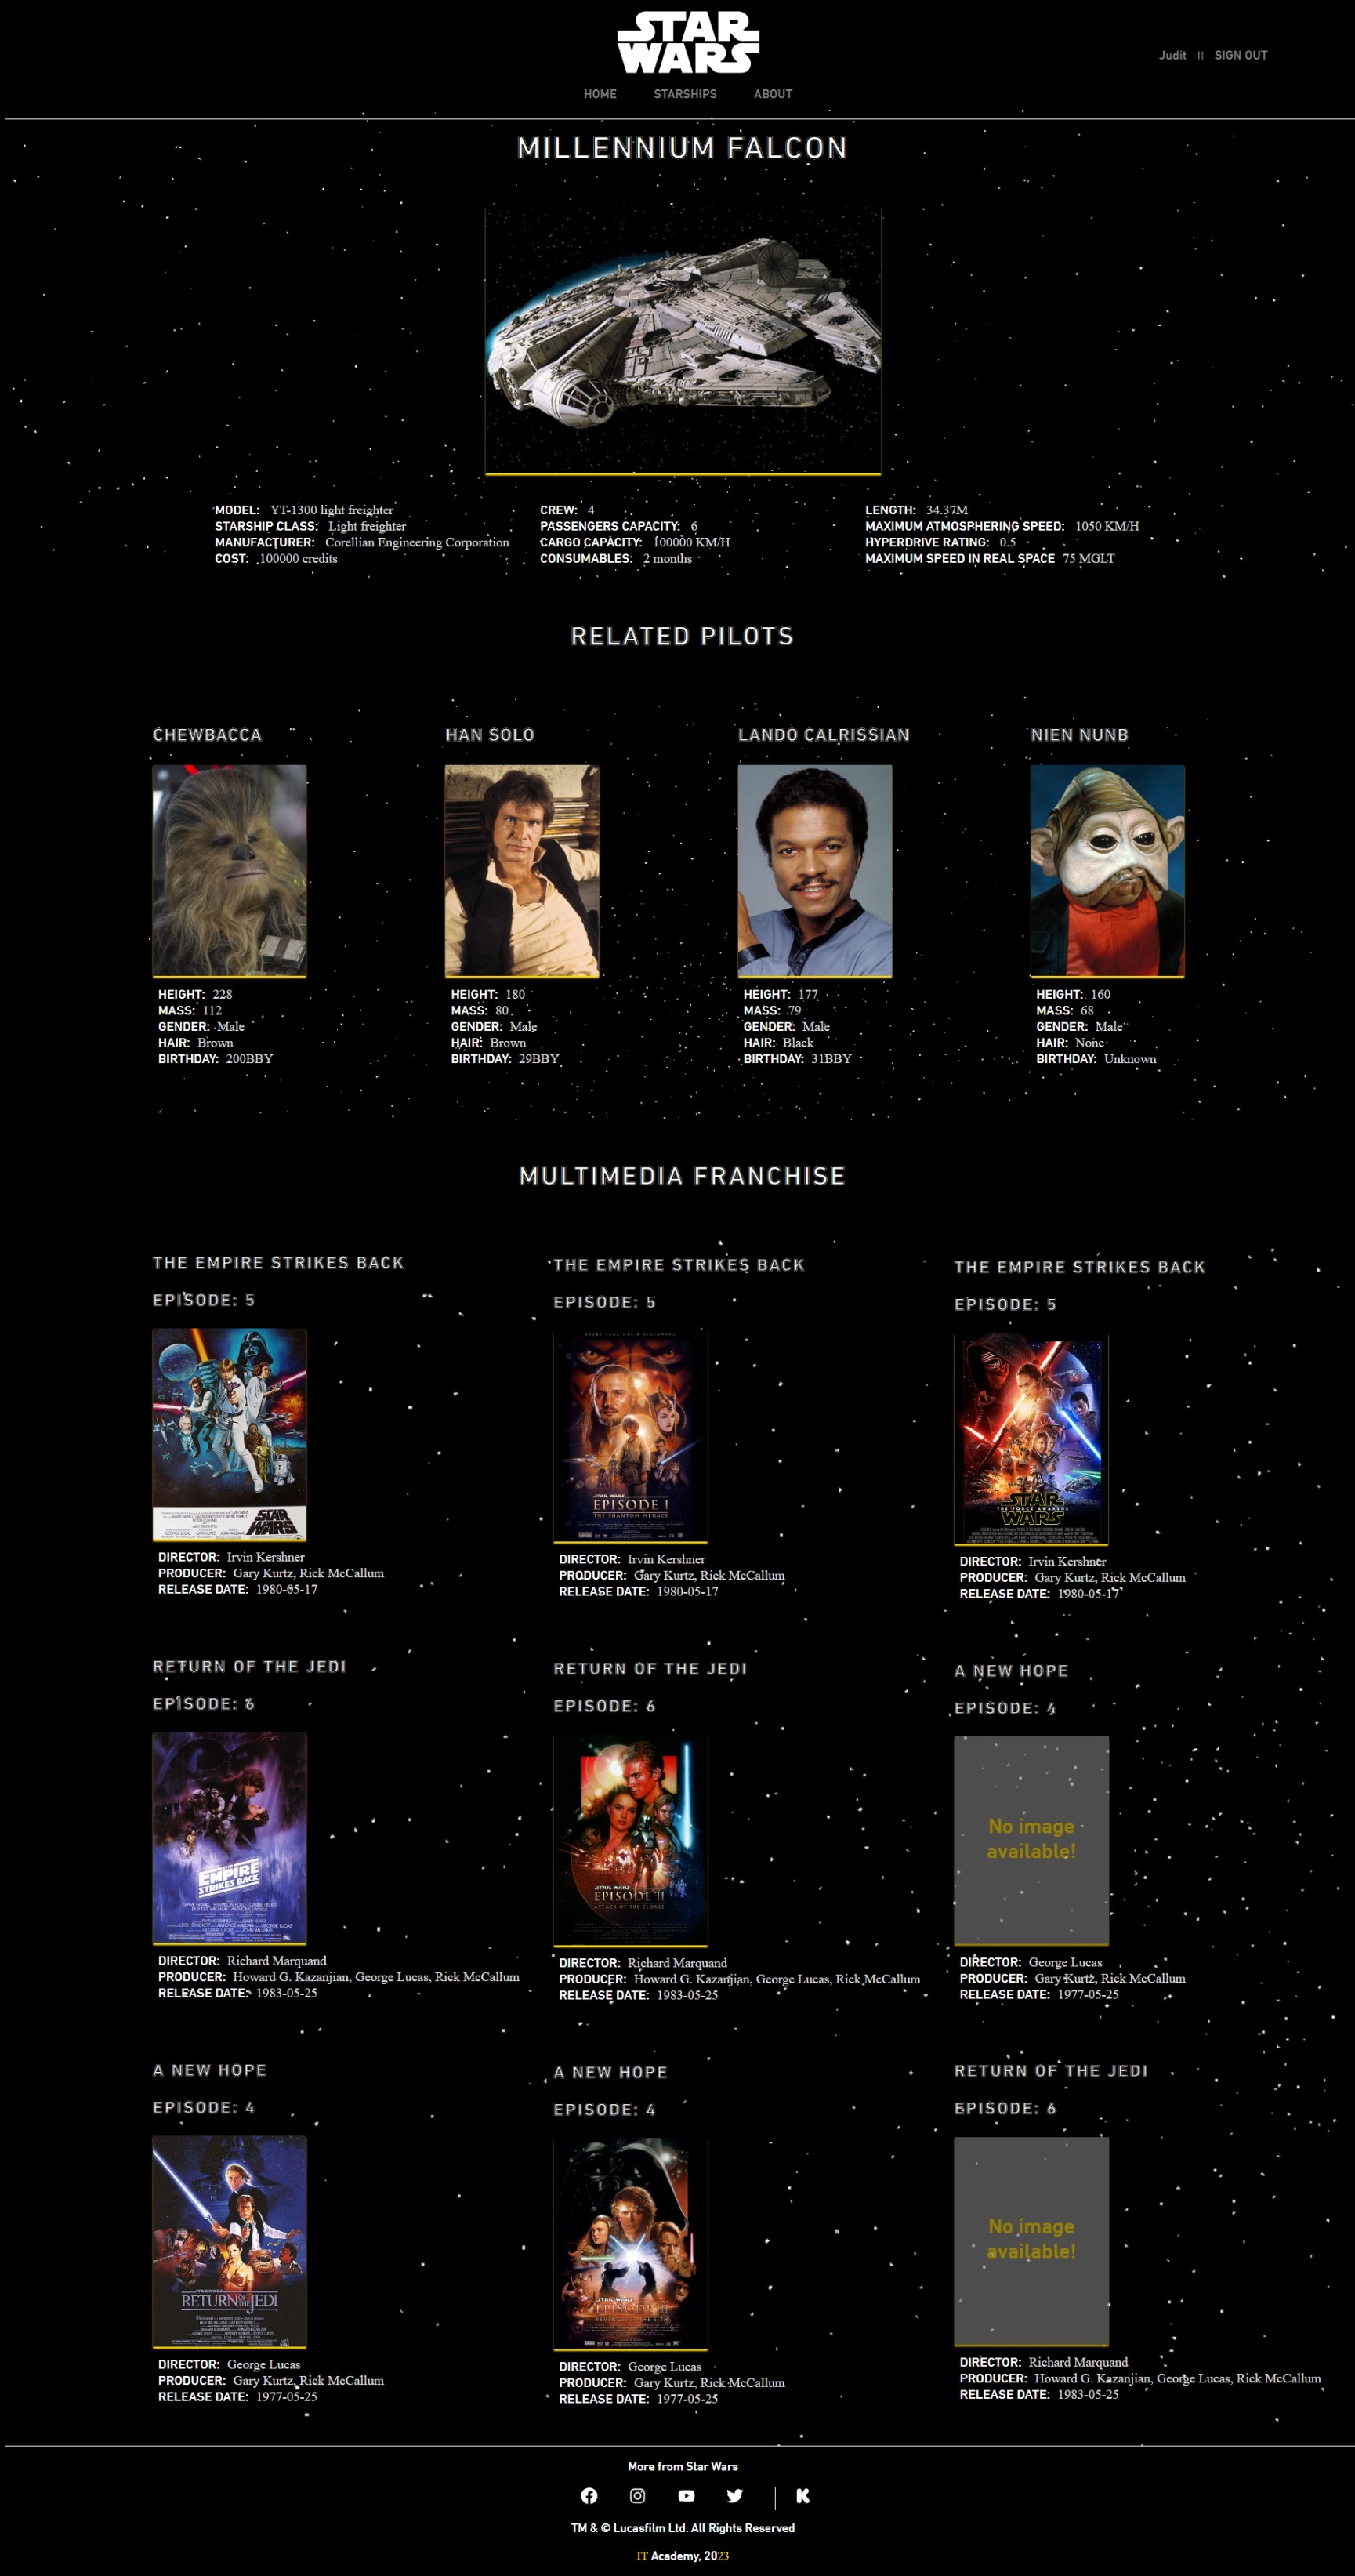 STAR
WARS
Judit || SIGN OUT
HOME STARSHIPS ABOUT
MILLENNIUM FALCON
MODEL: YT-1300 light freighter
STARSHIP CLASS: Light freighter
MANUFACTURER: Corellian Engineering Corporation
COST: 100000 credits
CREW: 4
PASSENGERS CAPACITY: 6
CARGO CAPACITY: 100000 KM/H
CONSUMABLES: 2 months
LENGTH: 34.37M
MAXIMUM ATMOSPHERING SPEED: 1050 KM/H
HYPERDRIVE RATING: 0.5
MAXIMUM SPEED IN REAL SPACE 75 MGLT
RELATED PILOTS
CHEWBACCA
HEIGHT: 228
MASS: 112
GENDER: Male
HAIR: Brown
BIRTHDAY: 200BBY
HAN SOLO
HEIGHT: 180
MASS: 80
GENDER: Male
HAIR: Brown
BIRTHDAY: 29BBY
LANDO CALRISSIAN
HEIGHT: 177
MASS: 79
GENDER: Male
HAIR: Black
BIRTHDAY: 31BBY
NIEN NUNB
HEIGHT: 160
MASS: 68
GENDER: Male
HAIR: None
BIRTHDAY: Unknown
MULTIMEDIA FRANCHISE
THE EMPIRE STRIKES BACK
EPISODE: 5
STAR
WARS
DIRECTOR: Irvin Kershner
PRODUCER: Gary Kurtz, Rick McCallum
RELEASE DATE: 1980-05-17
THE EMPIRE STRIKES BACK
EPISODE: 5
STAR WARS
EPISODE I
THE PHANTOM MENACE
DIRECTOR: Irvin Kershner
PRODUCER: Gary Kurtz, Rick McCallum
RELEASE DATE: 1980-05-17
THE EMPIRE STRIKES BACK
EPISODE: 5
STAR
THE FORCE AWAKENS
WARS
DIRECTOR: Irvin Kershner
PRODUCER: Gary Kurtz, Rick McCallum
RELEASE DATE: 1980-05-17
RETURN OF THE JEDI
EPISODE: 6
EMPIRE
STRIKES BACK
DIRECTOR: Richard Marquand
PRODUCER: Howard G. Kazanjian, George Lucas, Rick McCallum
RELEASE DATE: 1983-05-25
RETURN OF THE JEDI
EPISODE: 6
STAR WARS
EPISODE II
ATTACK OF THE CLONES
DIRECTOR: Richard Marquand
PRODUCER: Howard G. Kazanjian, George Lucas, Rick McCallum
RELEASE DATE: 1983-05-25
A NEW HOPE
EPISODE: 4
No image
available!
DIRECTOR: George Lucas
PRODUCER: Gary Kurtz, Rick McCallum
RELEASE DATE: 1977-05-25
A NEW HOPE
EPISODE: 4
RETURN OF THE JEDI
DIRECTOR: George Lucas
PRODUCER: Gary Kurtz, Rick McCallum
RELEASE DATE: 1977-05-25
A NEW HOPE
EPISODE: 4
STAR WARS
EPISODE III
REVENGE OF THE SITH
DIRECTOR: George Lucas
PRODUCER: Gary Kurtz, Rick McCallum
RELEASE DATE: 1977-05-25
RETURN OF THE JEDI
EPISODE: 6
No image
available!
DIRECTOR: Richard Marquand
PRODUCER: Howard G. Kazanjian, George Lucas, Rick McCallum
RELEASE DATE: 1983-05-25
More from Star Wars
TM & © Lucasfilm Ltd. All Rights Reserved
IT Academy, 2023